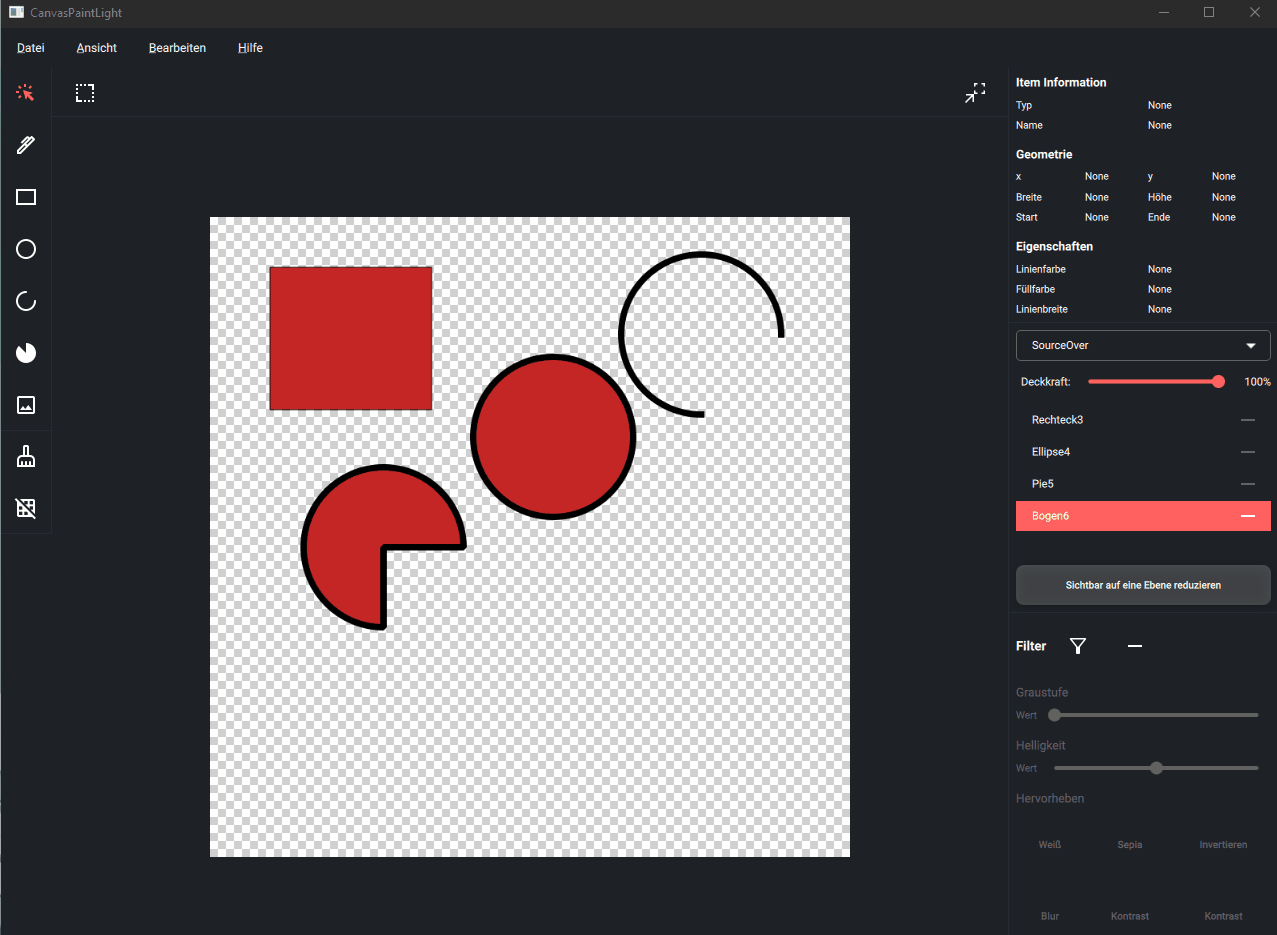 CanvasPaintLight
Datei Ansicht Bearbeiten Hilfe
Item Information
Typ None
Name None
Geometrie
x None y None
Breite None Höhe None
Start None Ende None
Eigenschaften
Linienfarbe None
Füllfarbe None
Linienbreite None
SourceOver
Deckkraft: 100%
Rechteck3
Ellipse4
Pie5
Bogen6
Sichtbar auf eine Ebene reduzieren
Filter
Graustufe
Wert
Helligkeit
Wert
Hervorheben
Weiß Sepia Invertieren
Blur Kontrast Kontrast